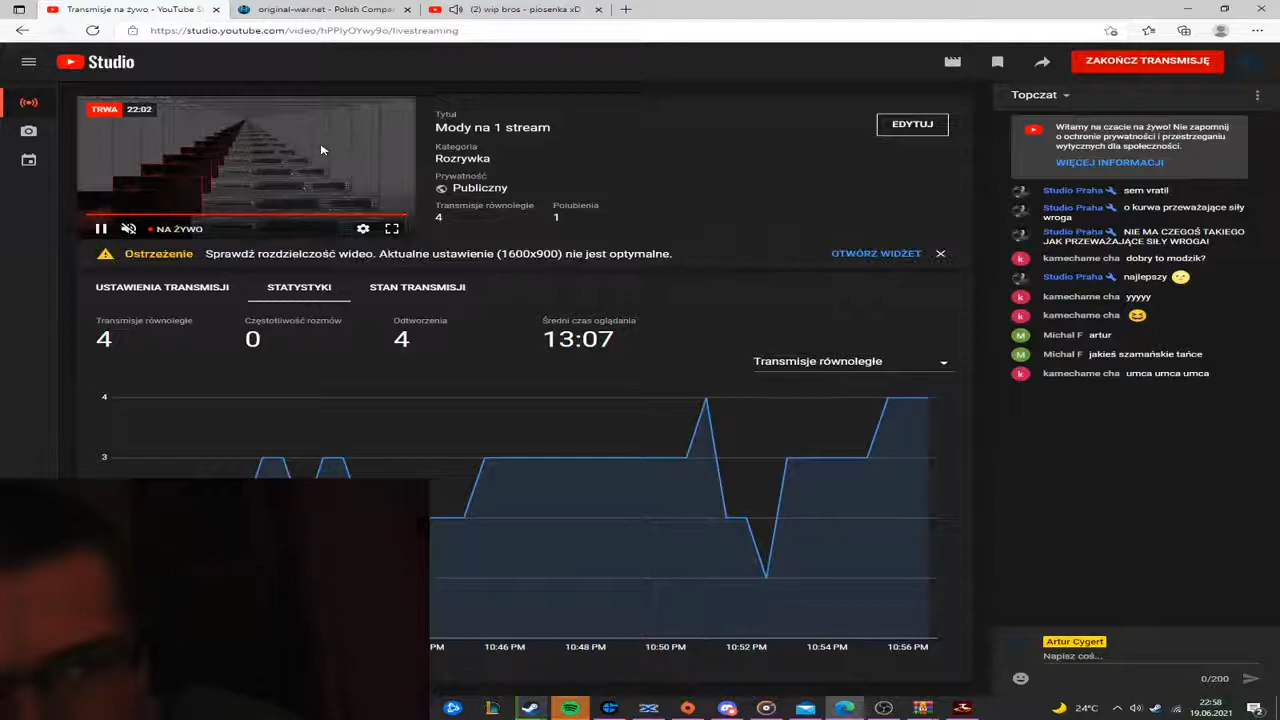 Transmisje na żywo - YouTube St
original-war.net - Polish Compa
(2) wip bros - piosenka xD
https://studio.youtube.com/video/hPPlyOYwy9o/livestreaming
Studio
ZAKOŃCZ TRANSMISJĘ
TRWA 22:02
NA ŻYWO
Tytuł
Mody na 1 stream
Kategoria
Rozrywka
Prywatność
Publiczny
Transmisje równoległe Polubienia
4 1
EDYTUJ
Ostrzeżenie Sprawdź rozdzielczość wideo. Aktualne ustawienie (1600x900) nie jest optymalne.
OTWÓRZ WIDŻET
USTAWIENIA TRANSMISJI STATYSTYKI STAN TRANSMISJI
Transmisje równoległe Częstotliwość rozmów Odtworzenia Średni czas oglądania
4 0 4 13:07
Transmisje równoległe
4
3
PM 10:46 PM 10:48 PM 10:50 PM 10:52 PM 10:54 PM 10:56 PM
Topczat
Witamy na czacie na żywo! Nie zapomnij
o ochronie prywatności i przestrzeganiu
wytycznych dla społeczności.
WIĘCEJ INFORMACJI
Studio Praha sem vratil
Studio Praha o kurwa przeważające siły
wroga
Studio Praha NIE MA CZEGOŚ TAKIEGO
JAK PRZEWAŻAJĄCE SIŁY WROGA!
k kamechame cha dobry to modzik?
Studio Praha najlepszy
k kamechame cha yyyyy
k kamechame cha
M Michal F artur
M Michal F jakieś szamańskie tańce
k kamechame cha umca umca umca
Artur Cygert
Napisz coś...
0/200
24°C
22:58
19.06.2021